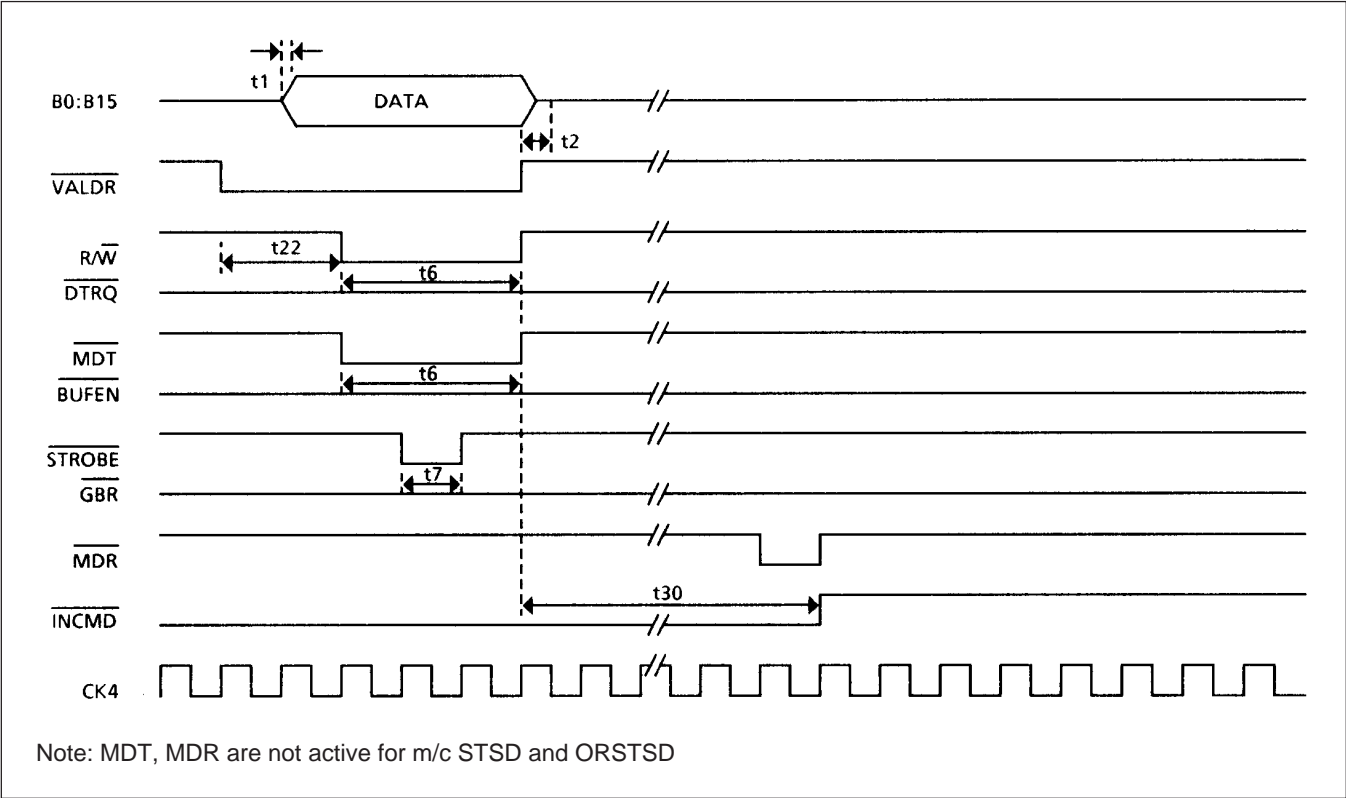 t1
B0:B15 DATA
t2
VALDR
R/W t22
t6
DTRQ
MDT
t6
BUFEN
STROBE
t7
GBR
MDR
t30
INCMD
CK4
Note: MDT, MDR are not active for m/c STSD and ORSTSD